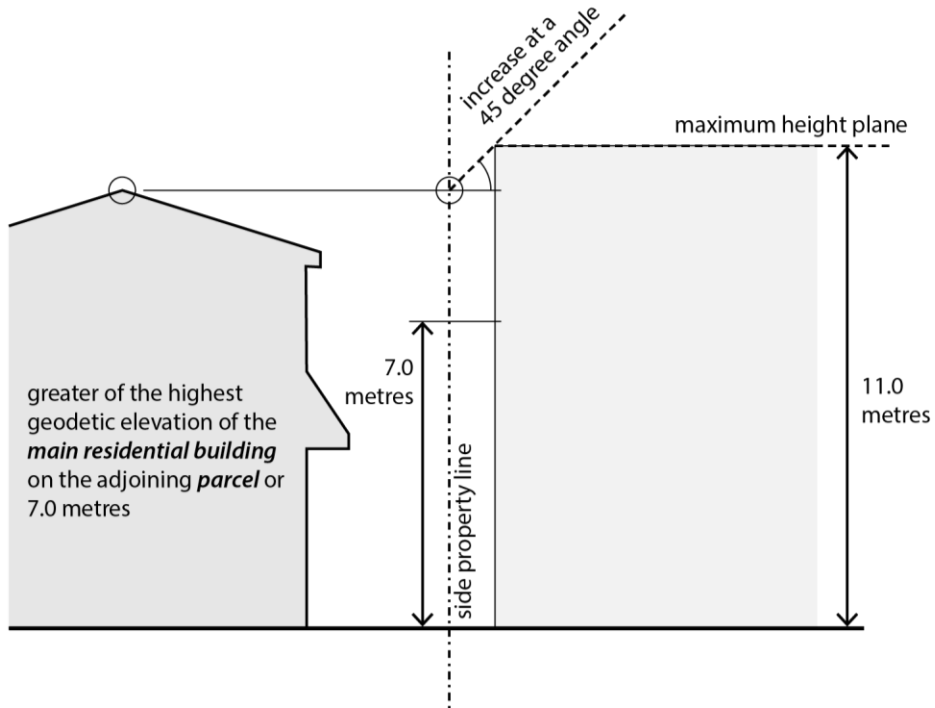 increase at a
45 degree angle
maximum height plane
7.0
metres
11.0
metres
greater of the highest
geodetic elevation of the
main residential building
on the adjoining parcel or
7.0 metres
side property line